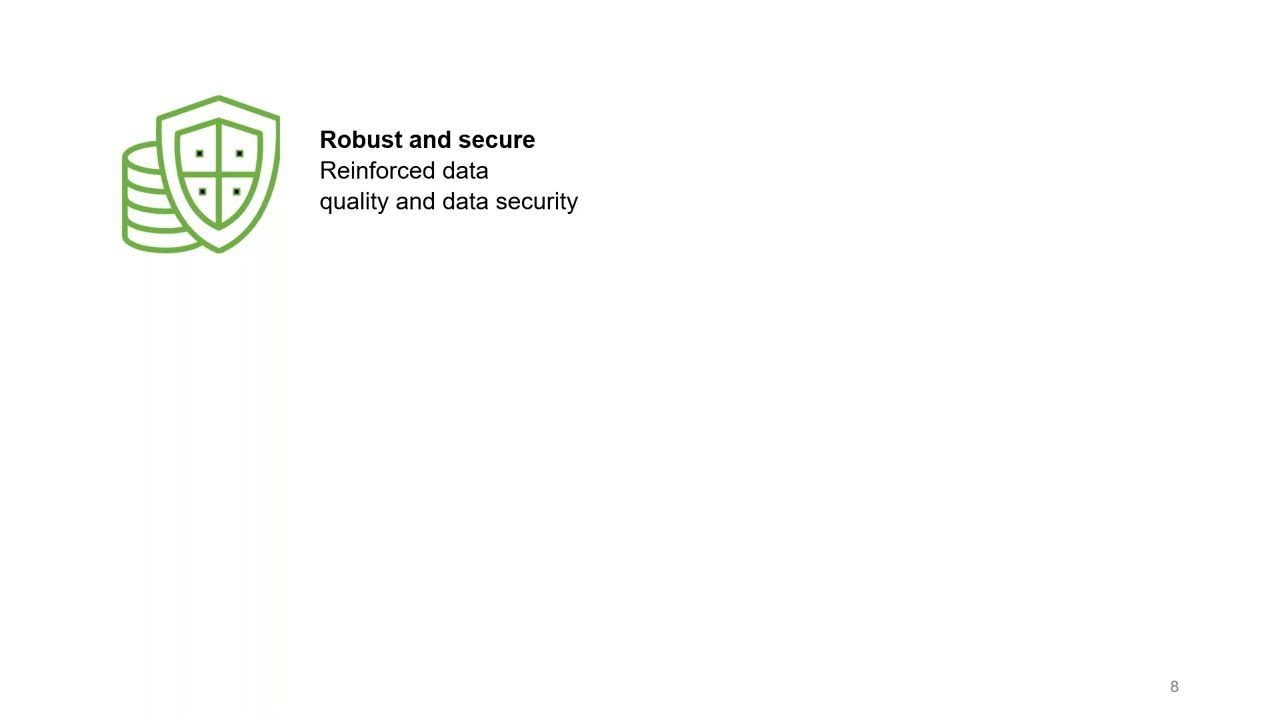 Robust and secure
Reinforced data
quality and data security
8